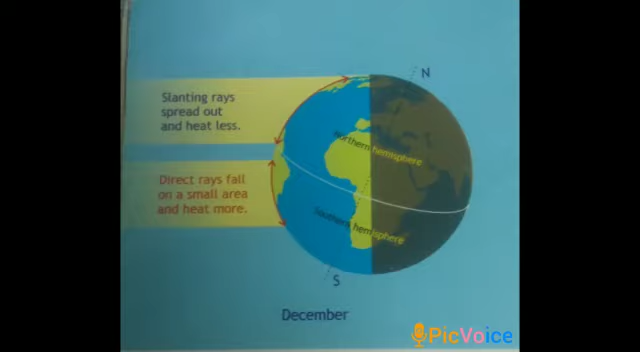 N
Slanting rays
spread out
and heat less.
northern hemisphere
Direct rays fall
on a small area
and heat more.
Southern hemisphere
S
December
PicVoice